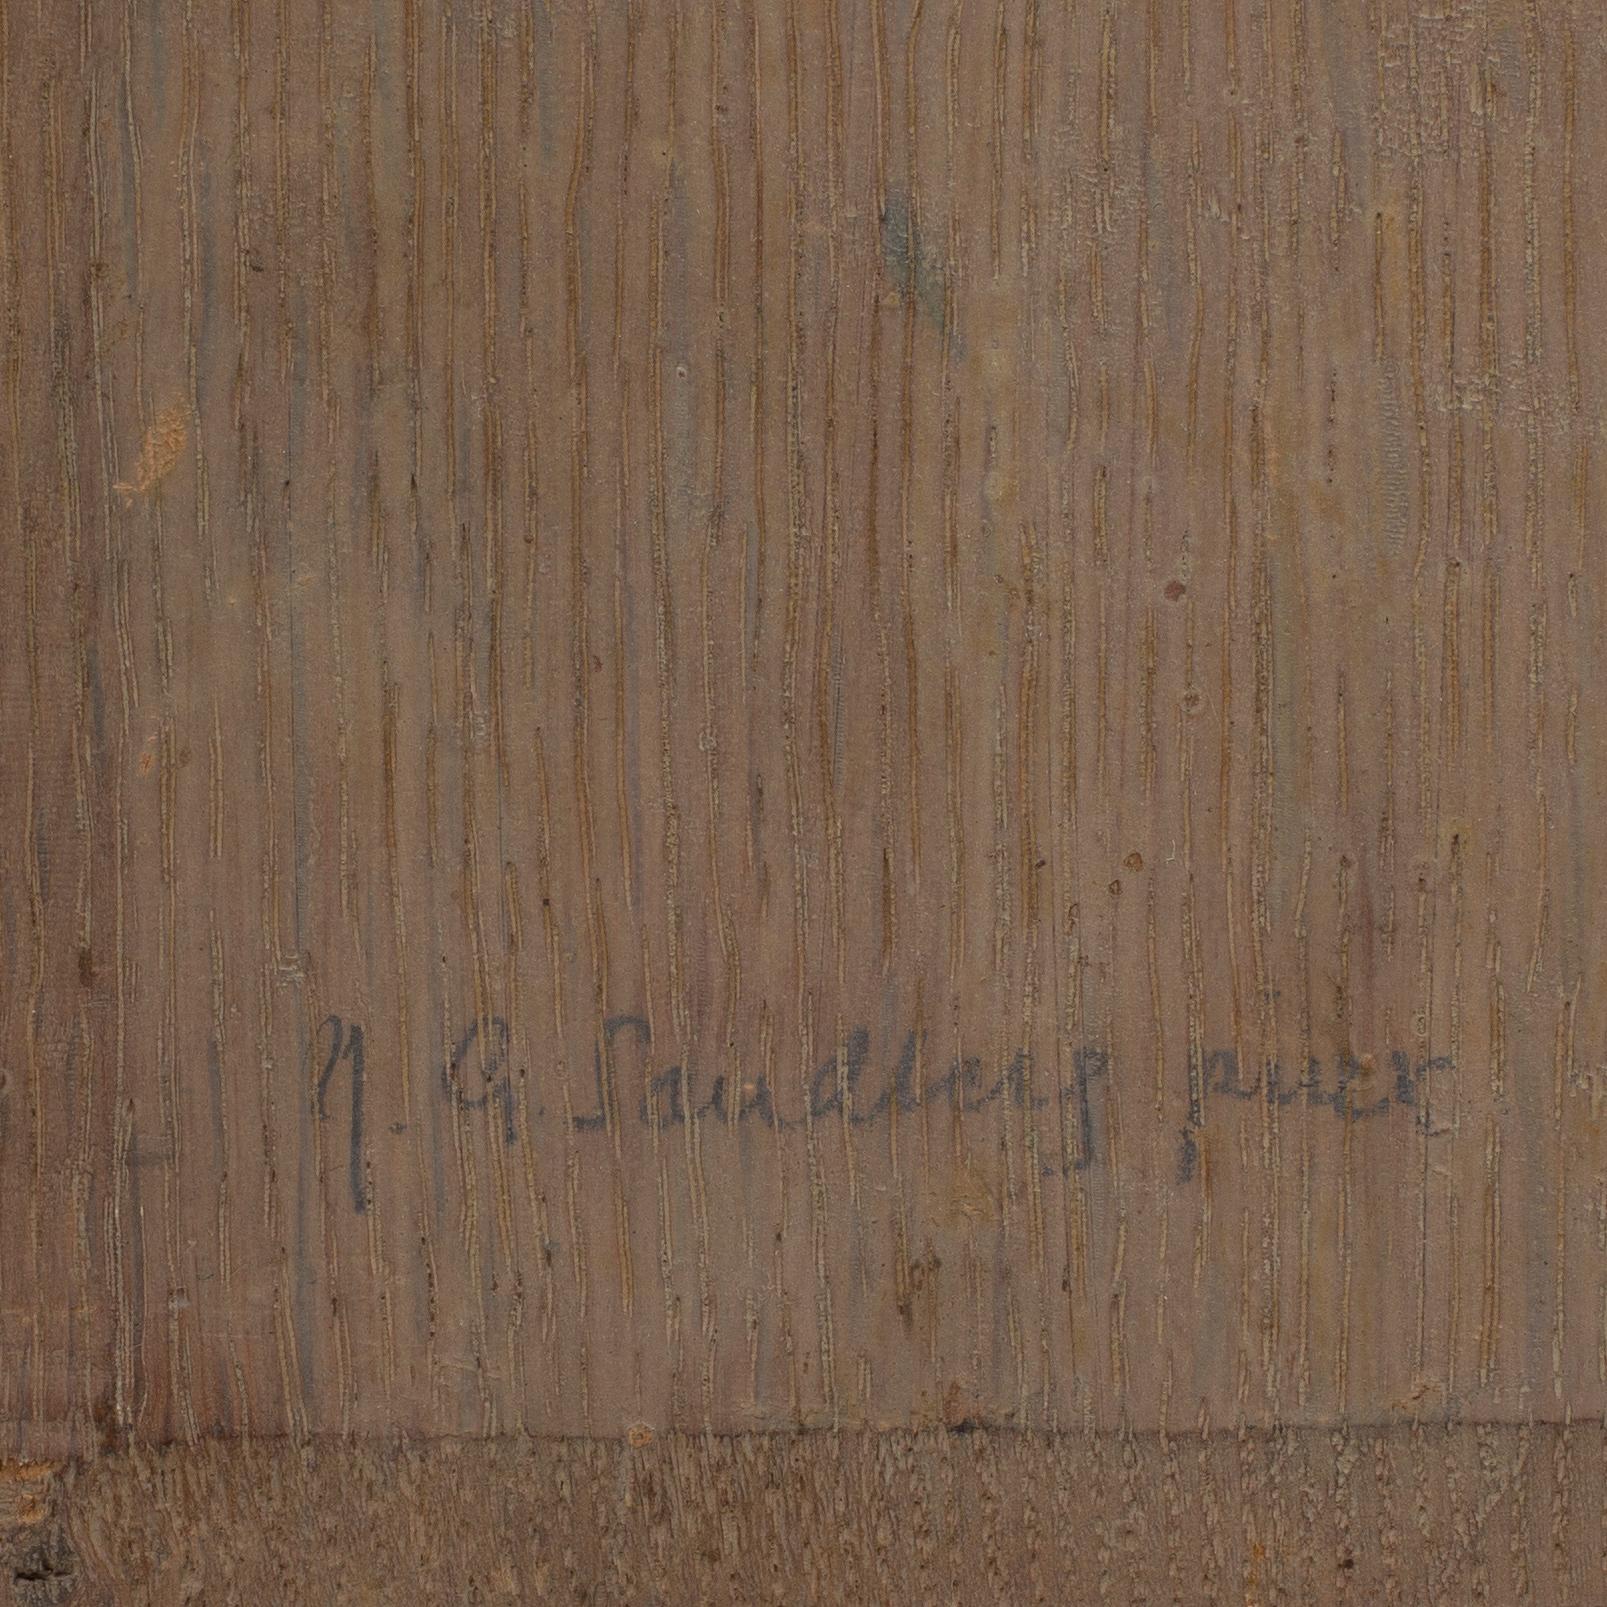 N. G. Sandberg pinx